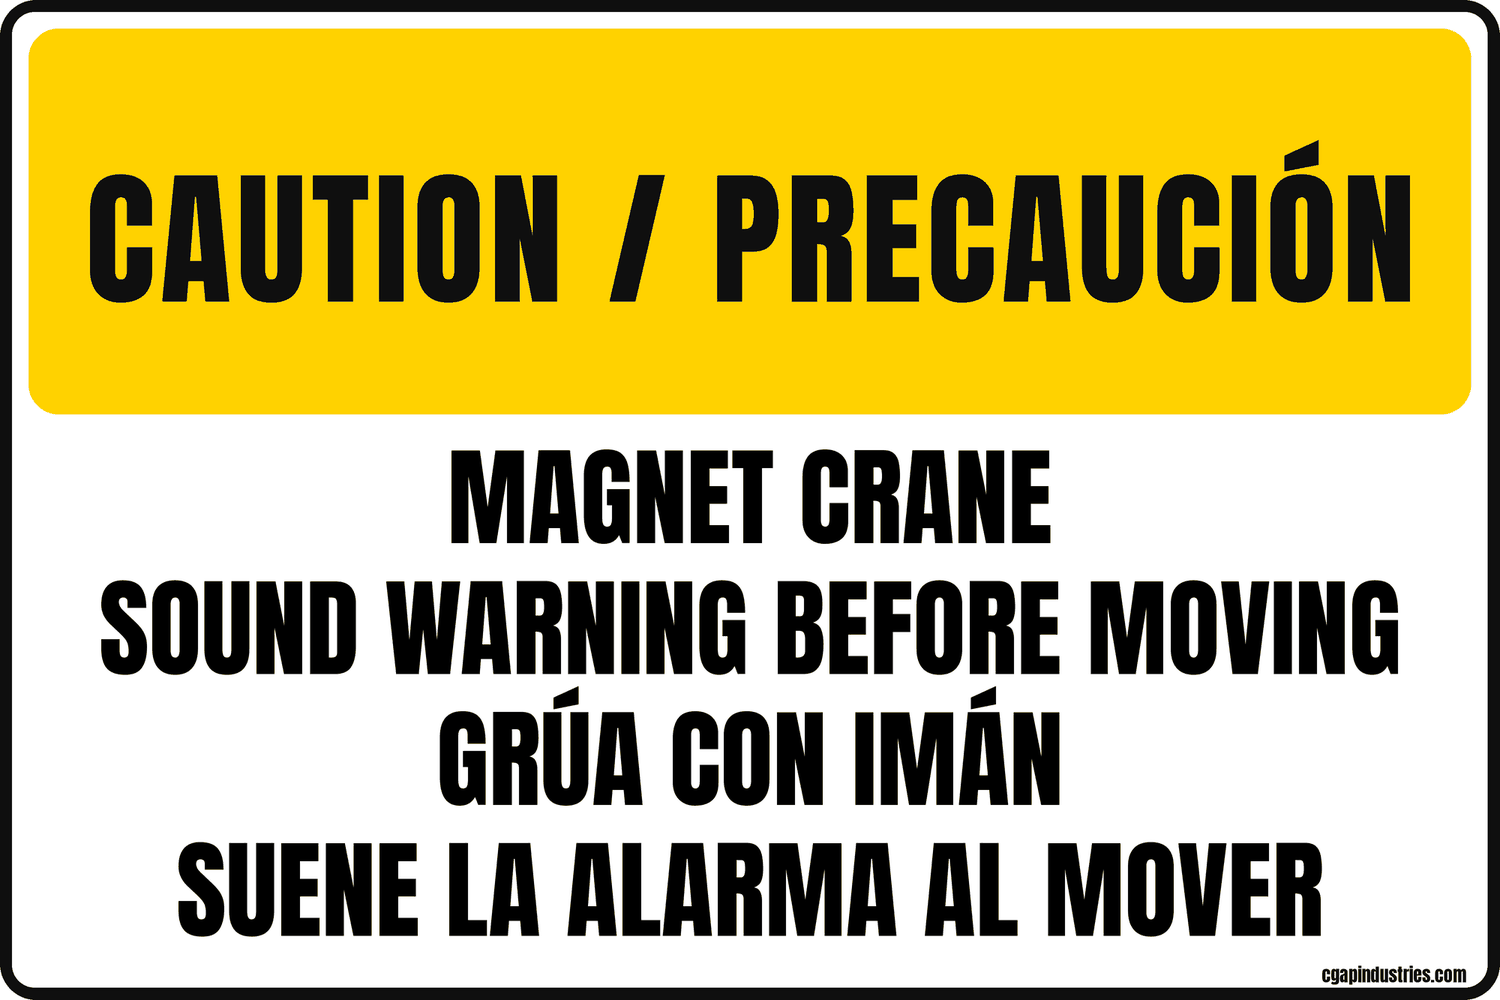 CAUTION / PRECAUCIÓN
MAGNET CRANE
SOUND WARNING BEFORE MOVING
GRÚA CON IMÁN
SUENE LA ALARMA AL MOVER
cgapindustries.com